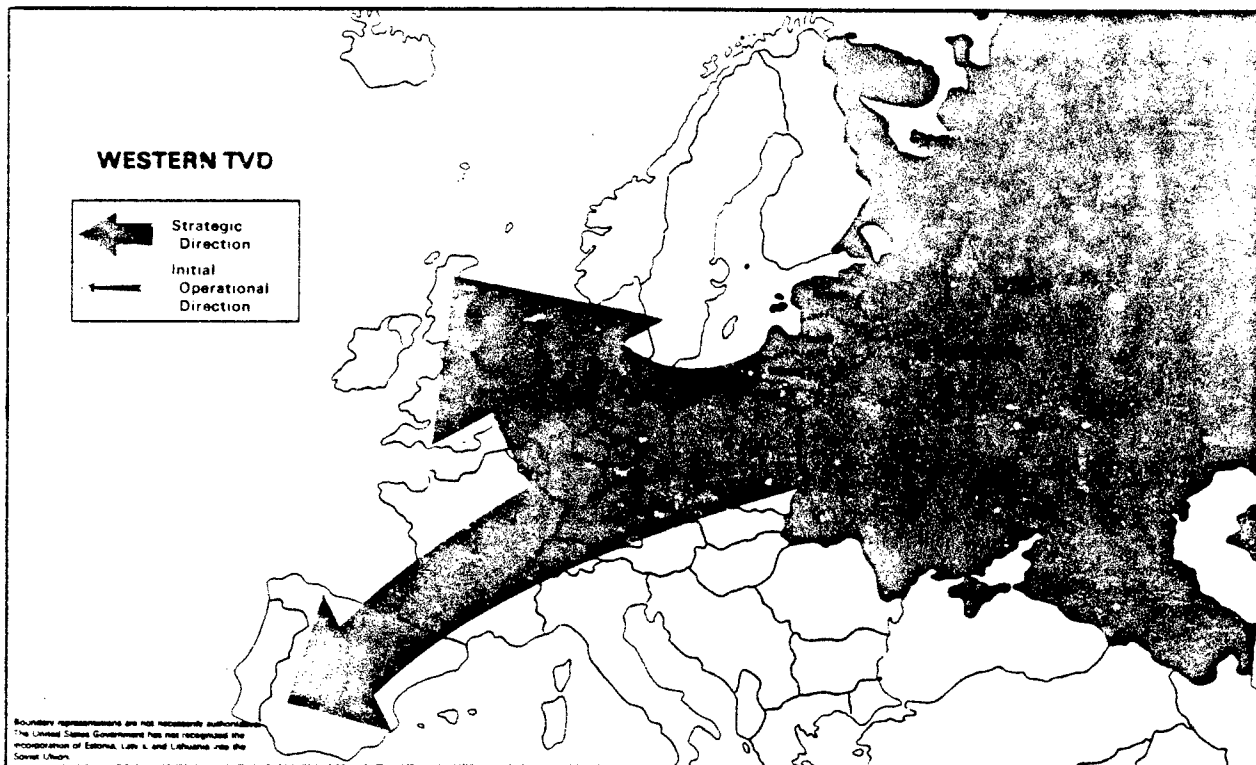 WESTERN TVD
Strategic
Direction
Initial
Operational
Direction
Boundary representations are not necessarily authoritative.
The United States Government has not recognized the
incorporation of Estonia, Latvia, and Lithuania into the
Soviet Union.